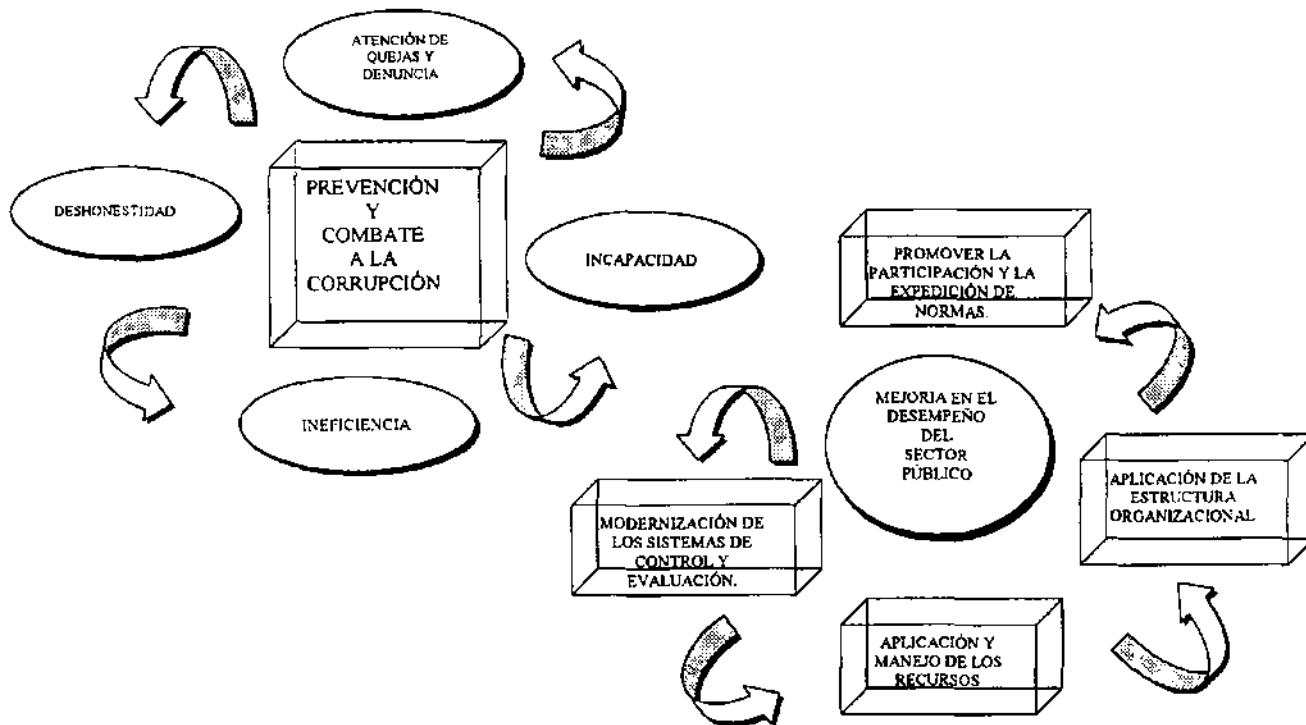 ATENCIÓN DE
QUEJAS Y
DENUNCIA
DESHONESTIDAD
PREVENCIÓN
Y
COMBATE
A LA
CORRUPCIÓN
INCAPACIDAD
INEFICIENCIA
PROMOVER LA
PARTICIPACIÓN Y LA
EXPEDICIÓN DE
NORMAS.
MEJORIA EN EL
DESEMPEÑO
DEL
SECTOR
PÚBLICO
MODERNIZACIÓN DE
LOS SISTEMAS DE
CONTROL Y
EVALUACIÓN.
APLICACIÓN DE LA
ESTRUCTURA
ORGANIZACIONAL
APLICACIÓN Y
MANEJO DE LOS
RECURSOS